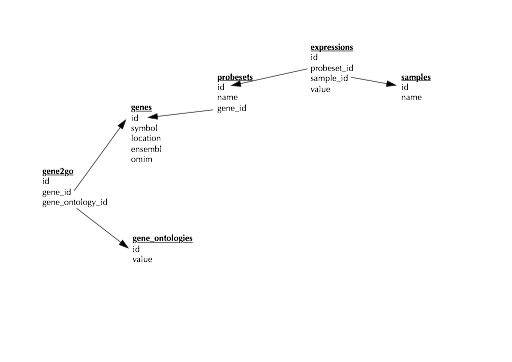 expressions
id
probeset_id
sample_id
value
probesets
id
name
gene_id
samples
id
name
genes
id
symbol
location
ensembl
omim
gene2go
id
gene_id
gene_ontology_id
gene_ontologies
id
value